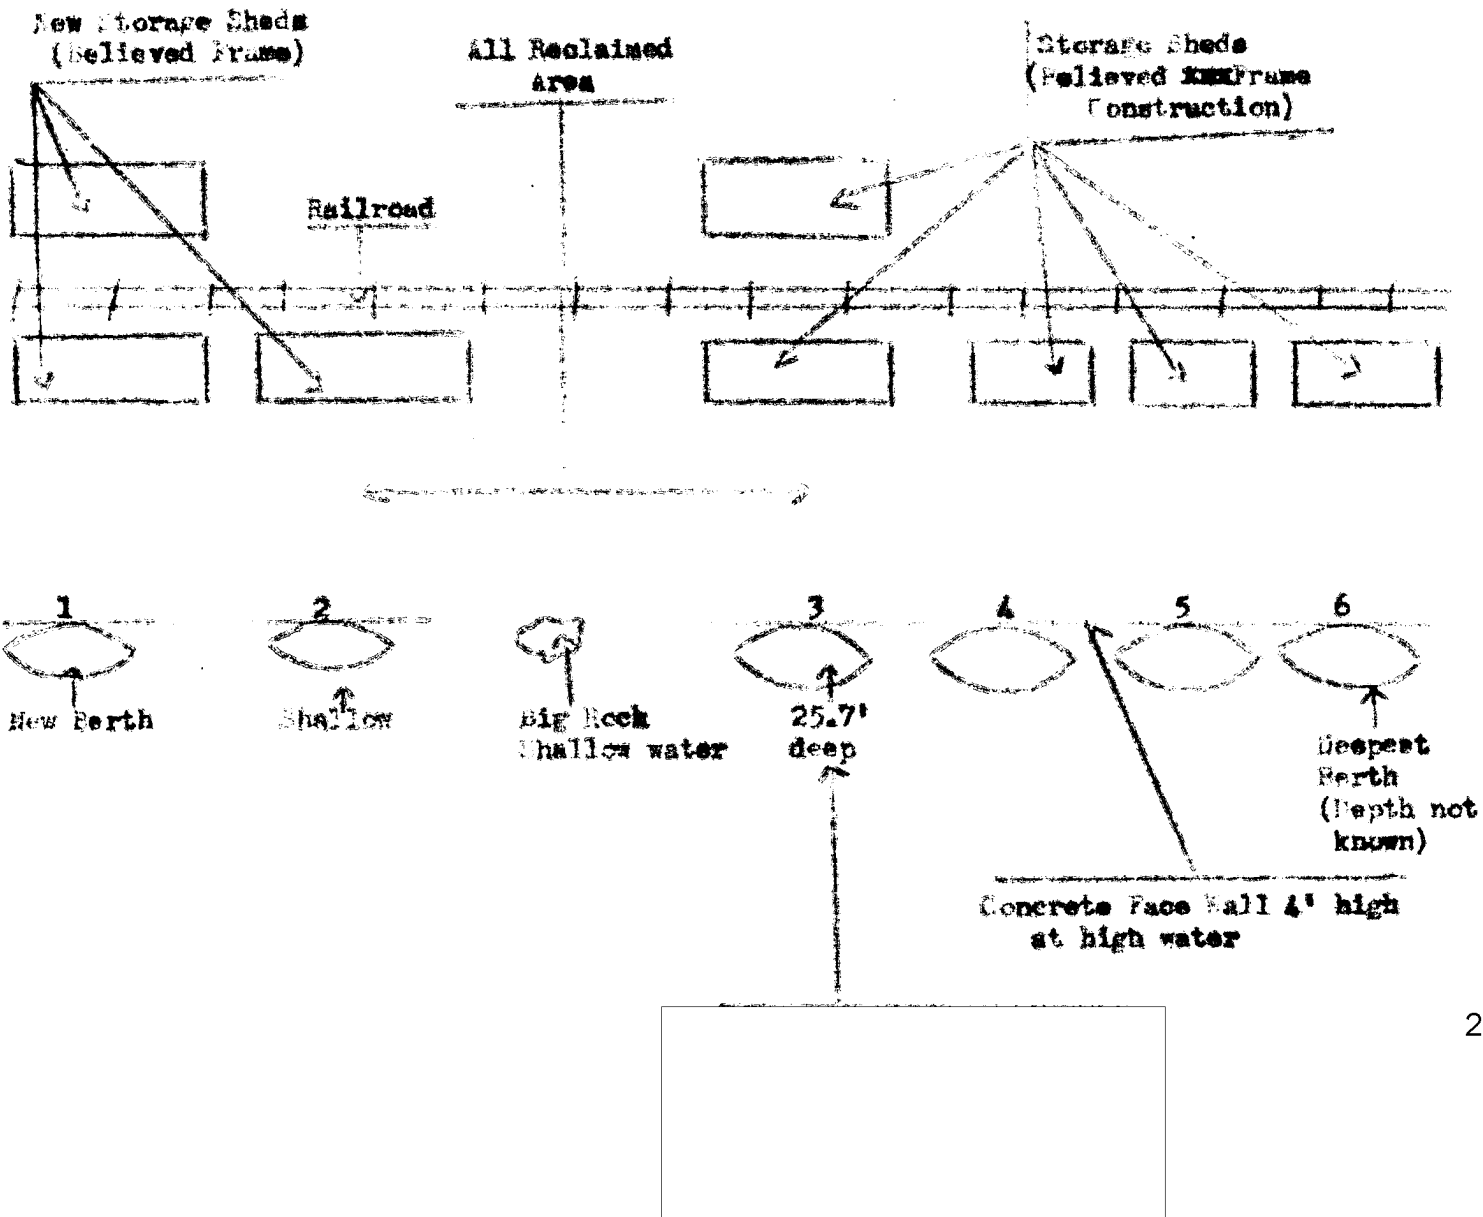 New Storage Sheds
(Believed Frame)
All Reclaimed
Area
Storage Sheds
(Believed xxxFrame
Construction)
Railroad
1
2
3
4
5
6
New Berth
Shallow
Big Rock
Shallow water
25.7'
deep
Deepest
Berth
(Depth not
known)
Concrete Face Wall 4' high
at high water
2